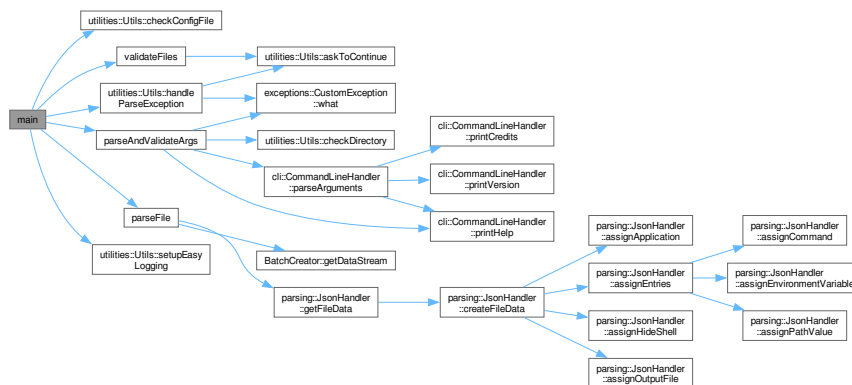 main
utilities::Utils::checkConfigFile
validateFiles
utilities::Utils::handle
ParseException
parseAndValidateArgs
parseFile
utilities::Utils::setupEasy
Logging
utilities::Utils::askToContinue
exceptions::CustomException
::what
utilities::Utils::checkDirectory
cli::CommandLineHandler
::parseArguments
BatchCreator::getDataStream
parsing::JsonHandler
::getFileData
cli::CommandLineHandler
::printCredits
cli::CommandLineHandler
::printVersion
cli::CommandLineHandler
::printHelp
parsing::JsonHandler
::createFileData
parsing::JsonHandler
::assignApplication
parsing::JsonHandler
::assignEntries
parsing::JsonHandler
::assignHideShell
parsing::JsonHandler
::assignOutputFile
parsing::JsonHandler
::assignCommand
parsing::JsonHandler
::assignEnvironmentVariable
parsing::JsonHandler
::assignPathValue